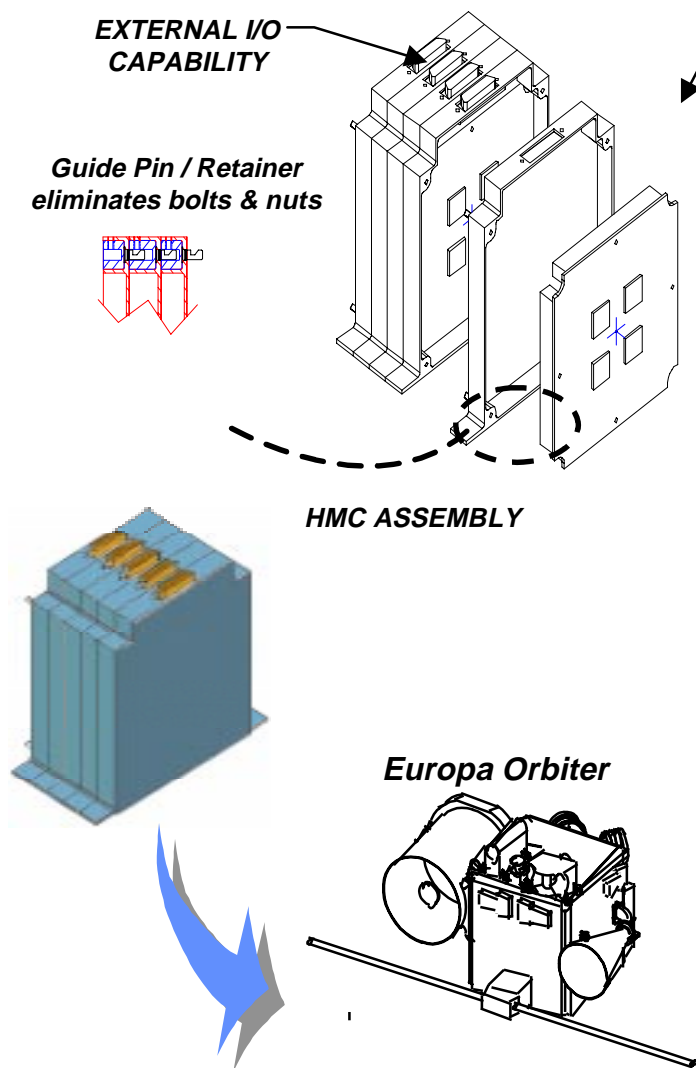 EXTERNAL I/O
CAPABILITY
Guide Pin / Retainer
eliminates bolts & nuts
HMC ASSEMBLY
Europa Orbiter